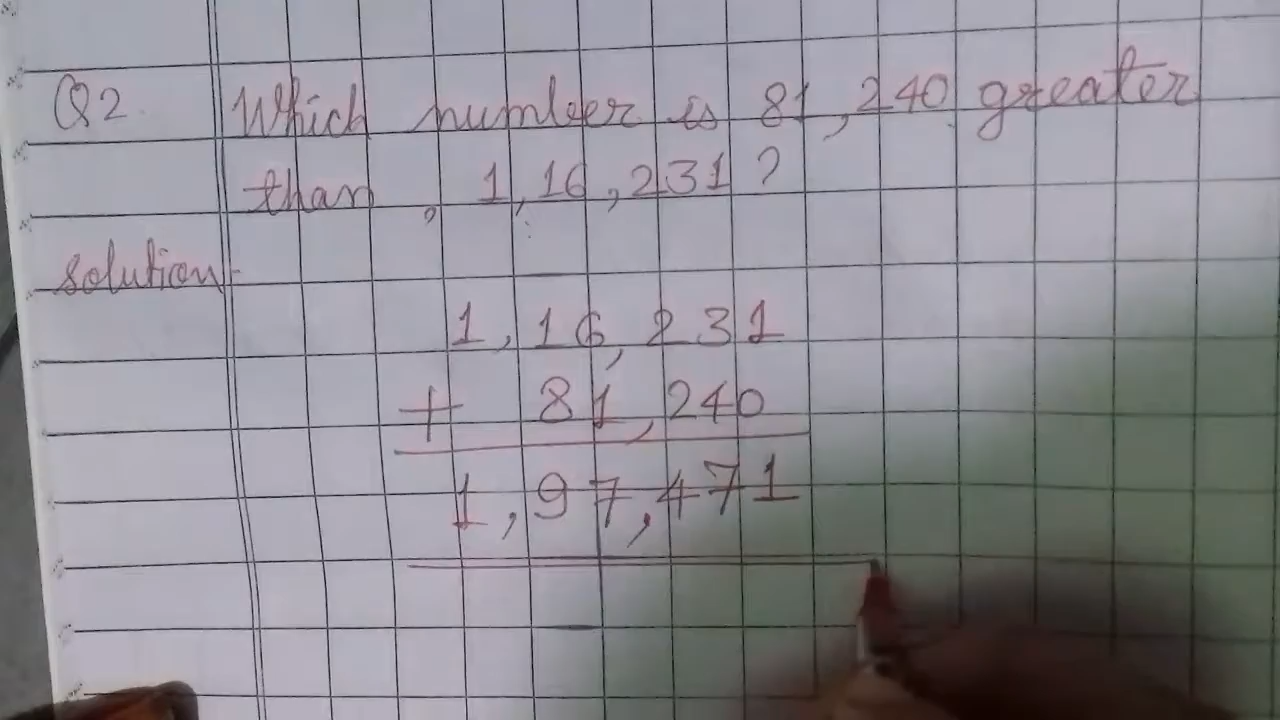 Q2. Which number is 81,240 greater
than, 1,16,231?
solution-
1,16,231
+ 81,240
1,97,471